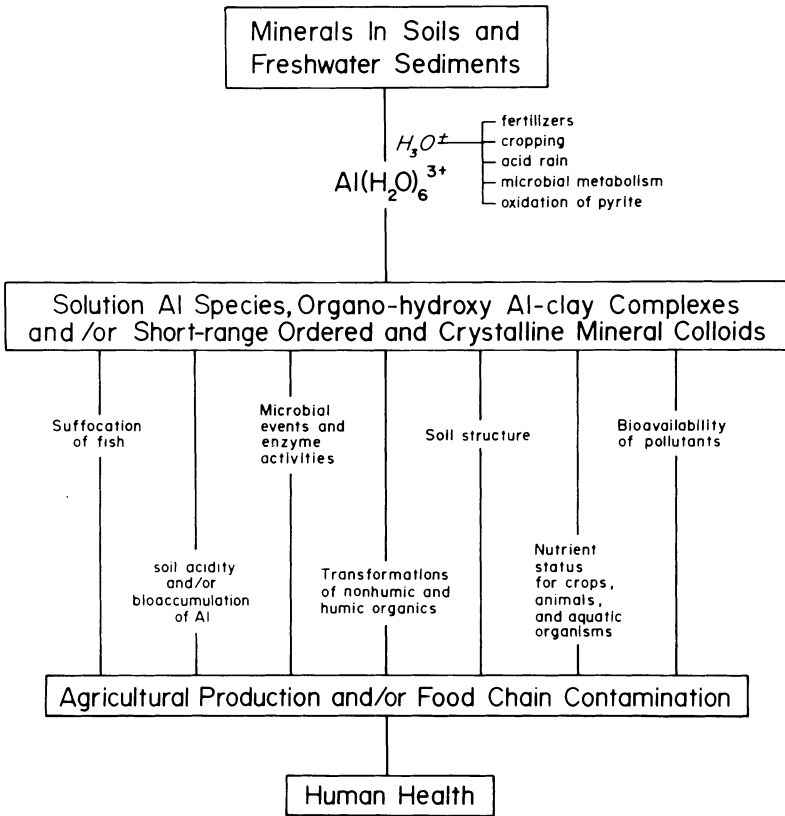 Minerals In Soils and
Freshwater Sediments
fertilizers
H₃O± cropping
acid rain
Al(H₂O)₆³⁺ microbial metabolism
oxidation of pyrite
Solution Al Species, Organo-hydroxy Al-clay Complexes
and/or Short-range Ordered and Crystalline Mineral Colloids
Suffocation
of fish
soil acidity
and/or
bioaccumulation
of Al
Microbial
events and
enzyme
activities
Transformations
of nonhumic and
humic organics
Soil structure
Nutrient
status
for crops,
animals,
and aquatic
organisms
Bioavailability
of pollutants
Agricultural Production and/or Food Chain Contamination
Human Health